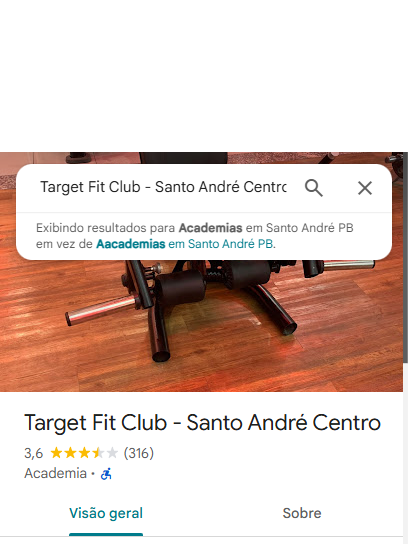 Target Fit Club - Santo André Centro
Exibindo resultados para Academias em Santo André PB
em vez de Aacademias em Santo André PB.
Target Fit Club - Santo André Centro
3,6 (316)
Academia ·
Visão geral
Sobre